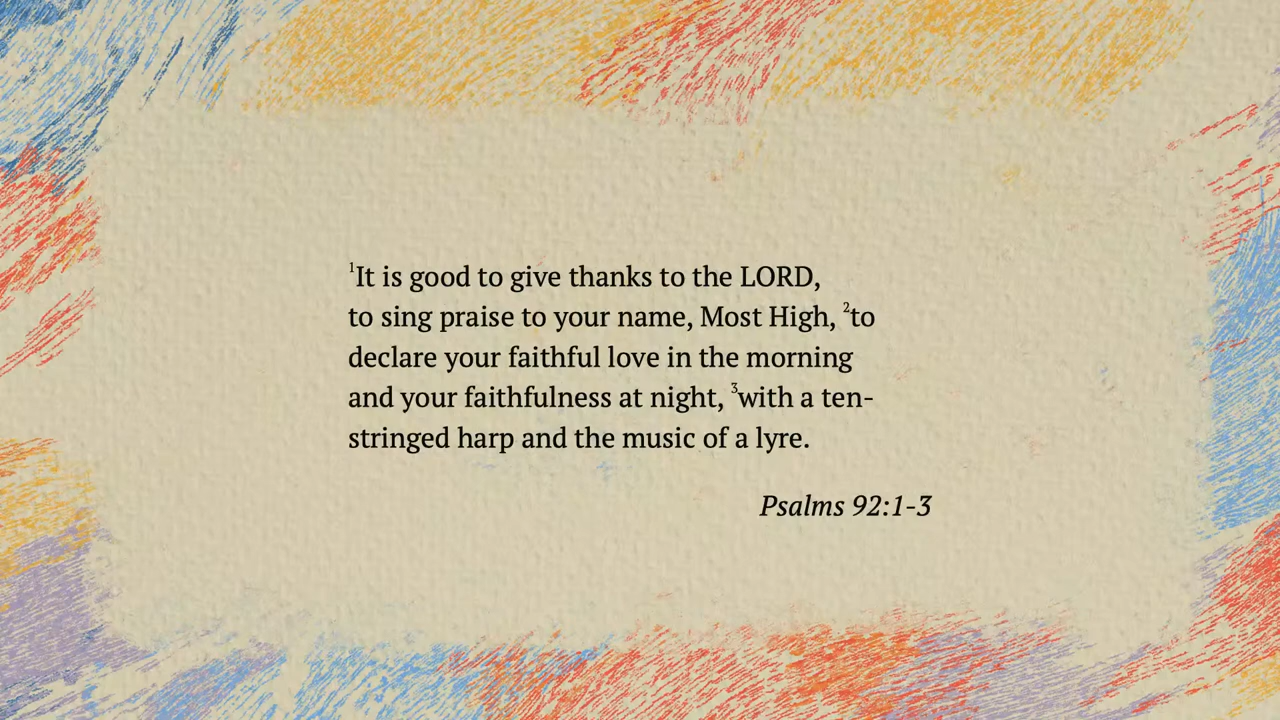 ¹It is good to give thanks to the LORD,
to sing praise to your name, Most High, ²to
declare your faithful love in the morning
and your faithfulness at night, ³with a ten-
stringed harp and the music of a lyre.
Psalms 92:1-3